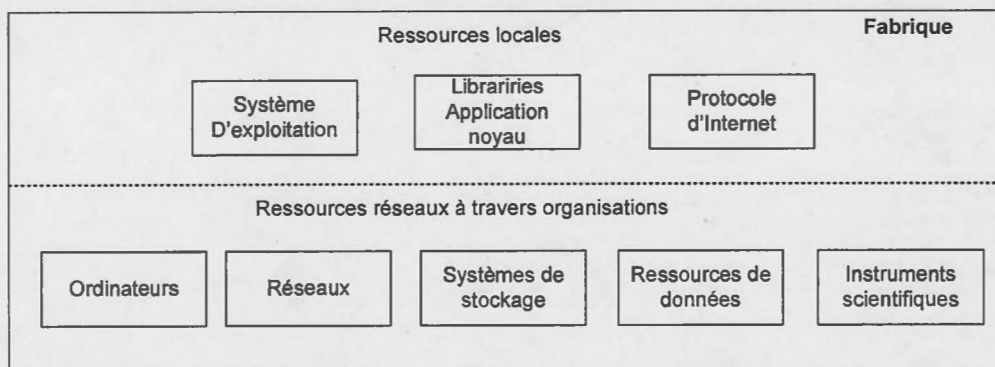 Ressources locales
Fabrique
Système
D'exploitation
Librariries
Application
noyau
Protocole
d'Internet
Ressources réseaux à travers organisations
Ordinateurs
Réseaux
Systèmes de
stockage
Ressources de
données
Instruments
scientifiques